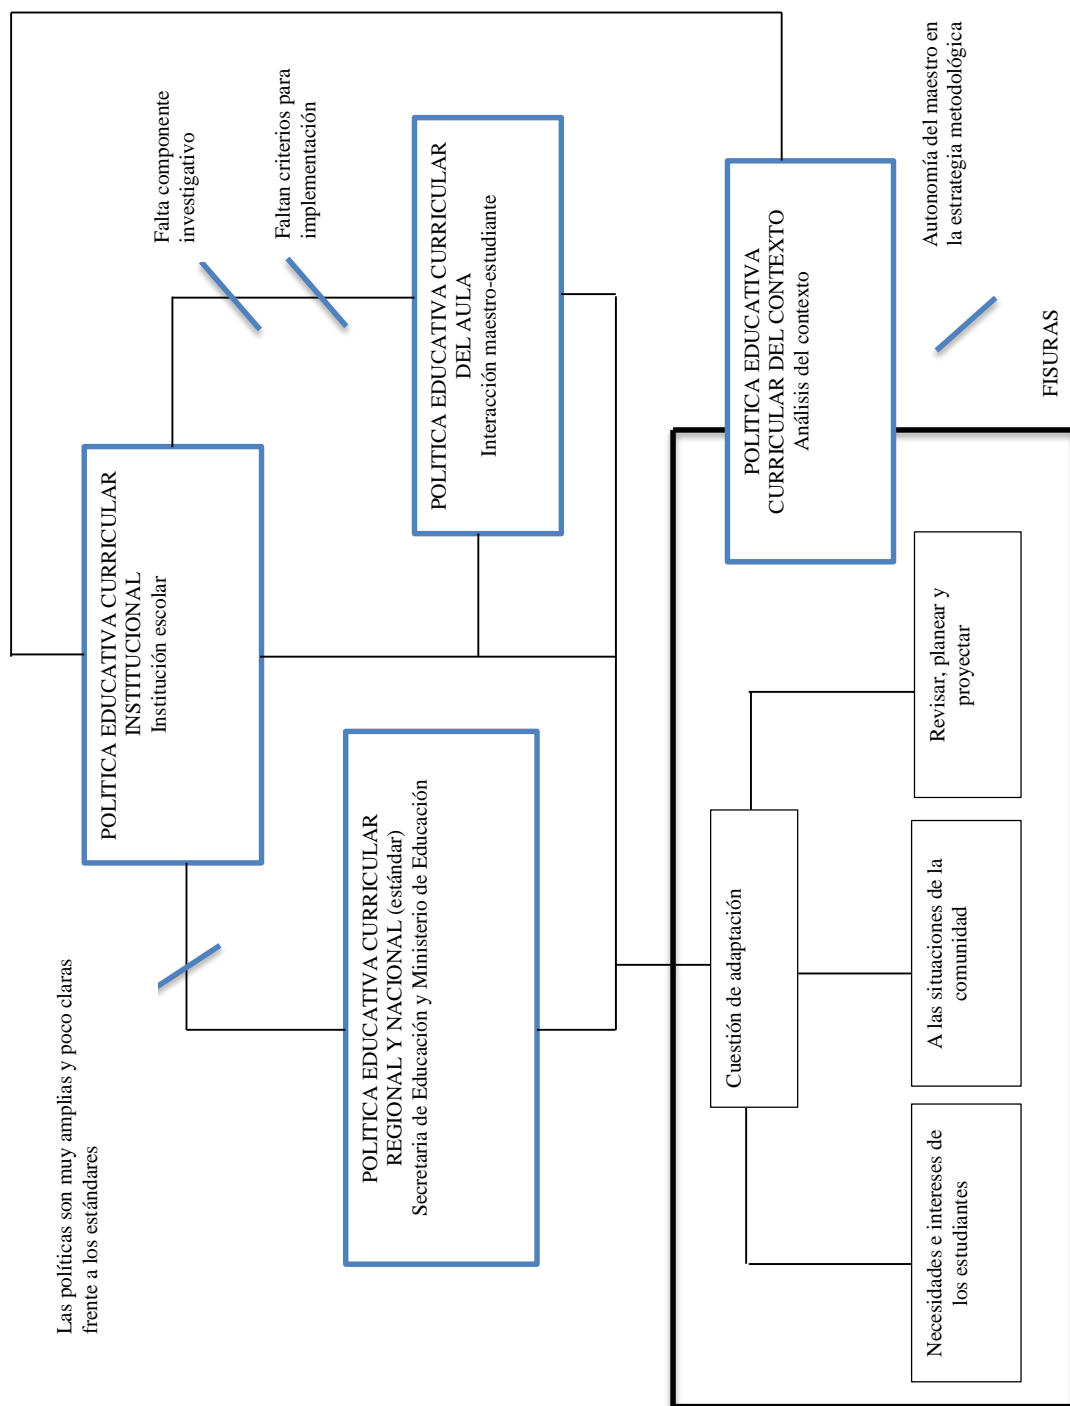 Las políticas son muy amplias y poco claras
frente a los estándares
POLITICA EDUCATIVA CURRICULAR
INSTITUCIONAL
Institución escolar
Falta componente
investigativo
Faltan criterios para
implementación
POLITICA EDUCATIVA CURRICULAR
REGIONAL Y NACIONAL (estándar)
Secretaria de Educación y Ministerio de Educación
POLITICA EDUCATIVA CURRICULAR
DEL AULA
Interacción maestro-estudiante
Cuestión de adaptación
POLITICA EDUCATIVA
CURRICULAR DEL CONTEXTO
Análisis del contexto
Necesidades e intereses de
los estudiantes
A las situaciones de la
comunidad
Revisar, planear y
proyectar
Autonomía del maestro en
la estrategia metodológica
FISURAS